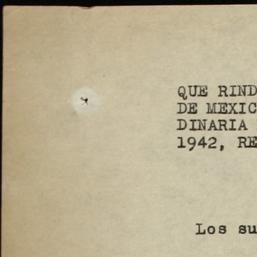 QUE RIND
DE MEXIC
DINARIA
1942, RE
Los su